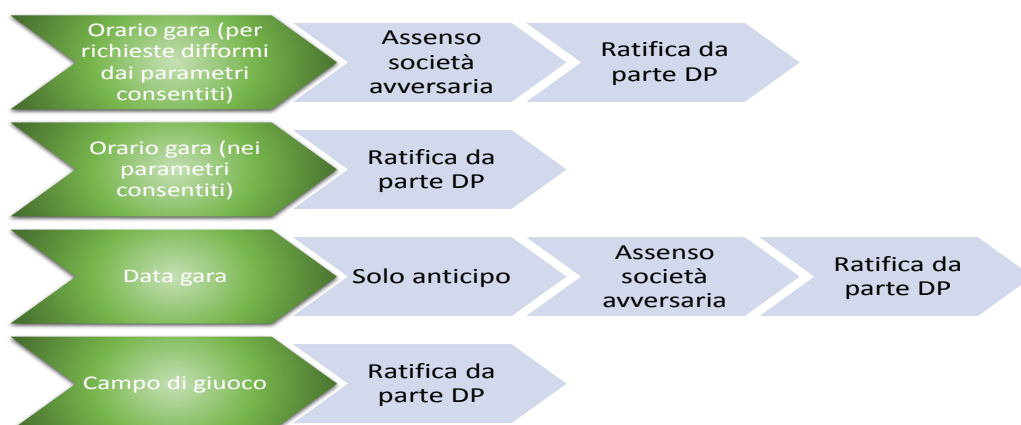 Orario gara (per
richieste difformi
dai parametri
consentiti)
Assenso
società
avversaria
Ratifica da
parte DP
Orario gara (nei
parametri
consentiti)
Ratifica da
parte DP
Data gara
Solo anticipo
Assenso
società
avversaria
Ratifica da
parte DP
Campo di giuoco
Ratifica da
parte DP